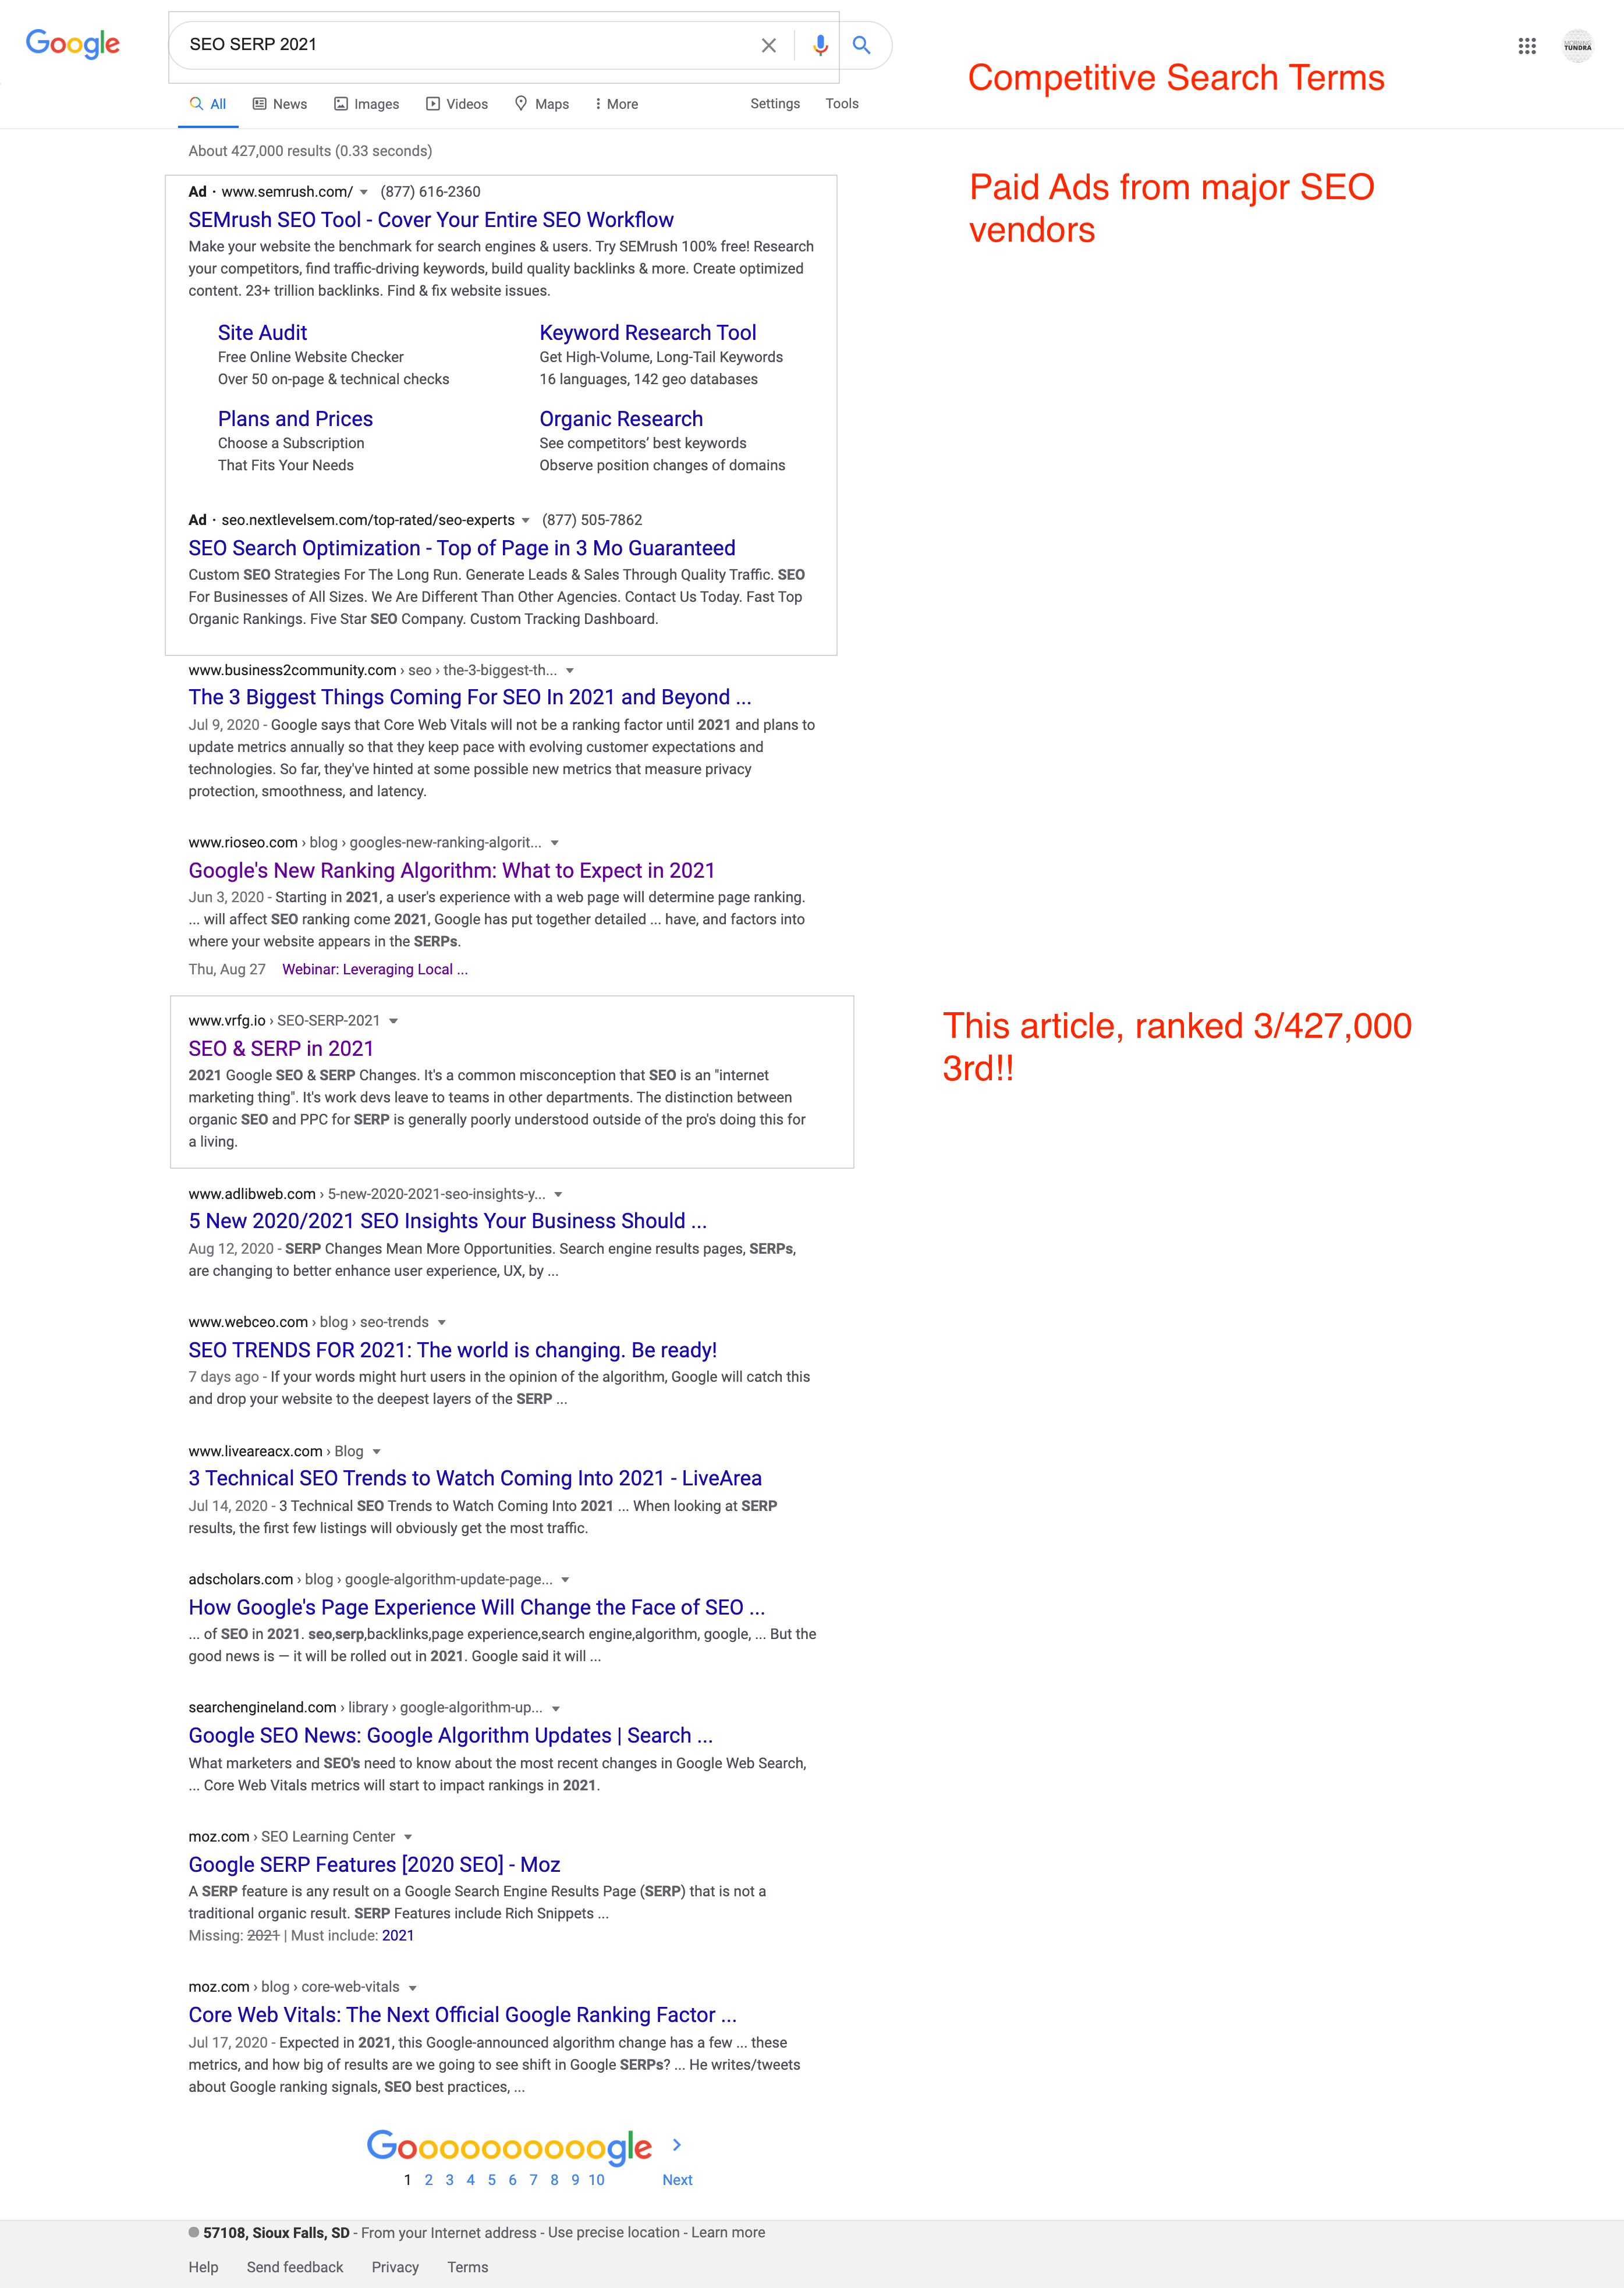 Google
SEO SERP 2021
Competitive Search Terms
MORNING
TUNDRA
All News Images Videos Maps More Settings Tools
About 427,000 results (0.33 seconds)
Paid Ads from major SEO
vendors
Ad · www.semrush.com/ (877) 616-2360
SEMrush SEO Tool - Cover Your Entire SEO Workflow
Make your website the benchmark for search engines & users. Try SEMrush 100% free! Research
your competitors, find traffic-driving keywords, build quality backlinks & more. Create optimized
content. 23+ trillion backlinks. Find & fix website issues.
Site Audit
Free Online Website Checker
Over 50 on-page & technical checks
Keyword Research Tool
Get High-Volume, Long-Tail Keywords
16 languages, 142 geo databases
Plans and Prices
Choose a Subscription
That Fits Your Needs
Organic Research
See competitors’ best keywords
Observe position changes of domains
Ad · seo.nextlevelsem.com/top-rated/seo-experts (877) 505-7862
SEO Search Optimization - Top of Page in 3 Mo Guaranteed
Custom SEO Strategies For The Long Run. Generate Leads & Sales Through Quality Traffic. SEO
For Businesses of All Sizes. We Are Different Than Other Agencies. Contact Us Today. Fast Top
Organic Rankings. Five Star SEO Company. Custom Tracking Dashboard.
www.business2community.com › seo › the-3-biggest-th...
The 3 Biggest Things Coming For SEO In 2021 and Beyond ...
Jul 9, 2020 - Google says that Core Web Vitals will not be a ranking factor until 2021 and plans to
update metrics annually so that they keep pace with evolving customer expectations and
technologies. So far, they've hinted at some possible new metrics that measure privacy
protection, smoothness, and latency.
www.rioseo.com › blog › googles-new-ranking-algorit...
Google's New Ranking Algorithm: What to Expect in 2021
Jun 3, 2020 - Starting in 2021, a user's experience with a web page will determine page ranking.
... will affect SEO ranking come 2021, Google has put together detailed ... have, and factors into
where your website appears in the SERPs.
Thu, Aug 27 Webinar: Leveraging Local ...
www.vrfg.io › SEO-SERP-2021
SEO & SERP in 2021
2021 Google SEO & SERP Changes. It's a common misconception that SEO is an "internet
marketing thing". It's work devs leave to teams in other departments. The distinction between
organic SEO and PPC for SERP is generally poorly understood outside of the pro's doing this for
a living.
This article, ranked 3/427,000
3rd!!
www.adlibweb.com › 5-new-2020-2021-seo-insights-y...
5 New 2020/2021 SEO Insights Your Business Should ...
Aug 12, 2020 - SERP Changes Mean More Opportunities. Search engine results pages, SERPs,
are changing to better enhance user experience, UX, by ...
www.webceo.com › blog › seo-trends
SEO TRENDS FOR 2021: The world is changing. Be ready!
7 days ago - If your words might hurt users in the opinion of the algorithm, Google will catch this
and drop your website to the deepest layers of the SERP ...
www.liveareacx.com › Blog
3 Technical SEO Trends to Watch Coming Into 2021 - LiveArea
Jul 14, 2020 - 3 Technical SEO Trends to Watch Coming Into 2021 ... When looking at SERP
results, the first few listings will obviously get the most traffic.
adscholars.com › blog › google-algorithm-update-page...
How Google's Page Experience Will Change the Face of SEO ...
... of SEO in 2021. seo,serp,backlinks,page experience,search engine,algorithm, google, ... But the
good news is — it will be rolled out in 2021. Google said it will ...
searchengineland.com › library › google-algorithm-up...
Google SEO News: Google Algorithm Updates | Search ...
What marketers and SEO's need to know about the most recent changes in Google Web Search,
... Core Web Vitals metrics will start to impact rankings in 2021.
moz.com › SEO Learning Center
Google SERP Features [2020 SEO] - Moz
A SERP feature is any result on a Google Search Engine Results Page (SERP) that is not a
traditional organic result. SERP Features include Rich Snippets ...
Missing: 2021 | Must include: 2021
moz.com › blog › core-web-vitals
Core Web Vitals: The Next Official Google Ranking Factor ...
Jul 17, 2020 - Expected in 2021, this Google-announced algorithm change has a few ... these
metrics, and how big of results are we going to see shift in Google SERPs? ... He writes/tweets
about Google ranking signals, SEO best practices, ...
Goooooooooogle
1 2 3 4 5 6 7 8 9 10 Next
57108, Sioux Falls, SD - From your Internet address - Use precise location - Learn more
Help Send feedback Privacy Terms